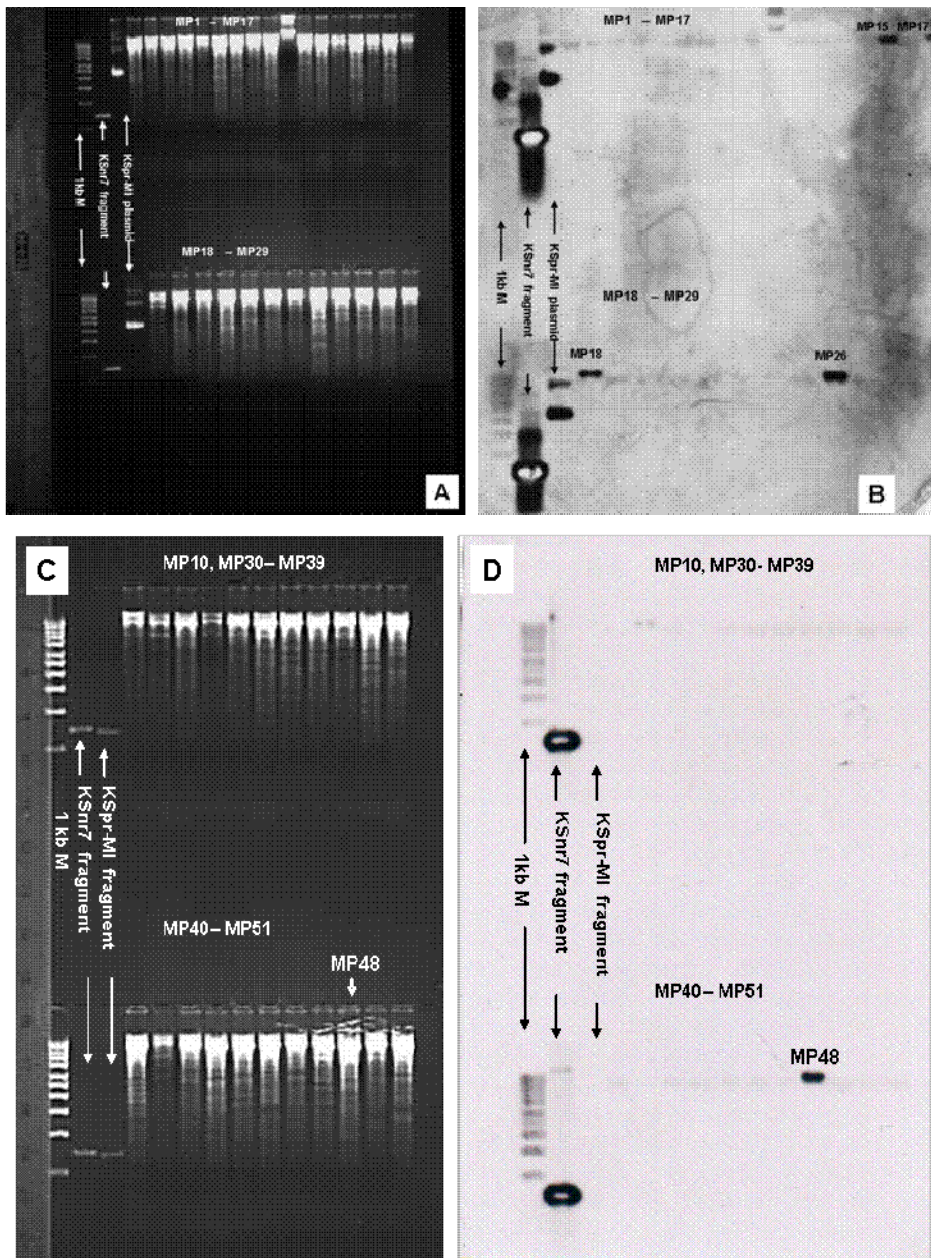 MP1 – MP17
1kb M
KSnr7 fragment
KSpr-MI plasmid
MP18 – MP29
A
MP1 – MP17
MP15 MP17
1kb M
KSnr7 fragment
KSpr-MI plasmid
MP18 – MP29
MP18
MP26
B
C
MP10, MP30– MP39
1 kb M
KSnr7 fragment
KSpr-MI fragment
MP40– MP51
MP48
D
MP10, MP30- MP39
1kb M
KSnr7 fragment
KSpr-MI fragment
MP40– MP51
MP48